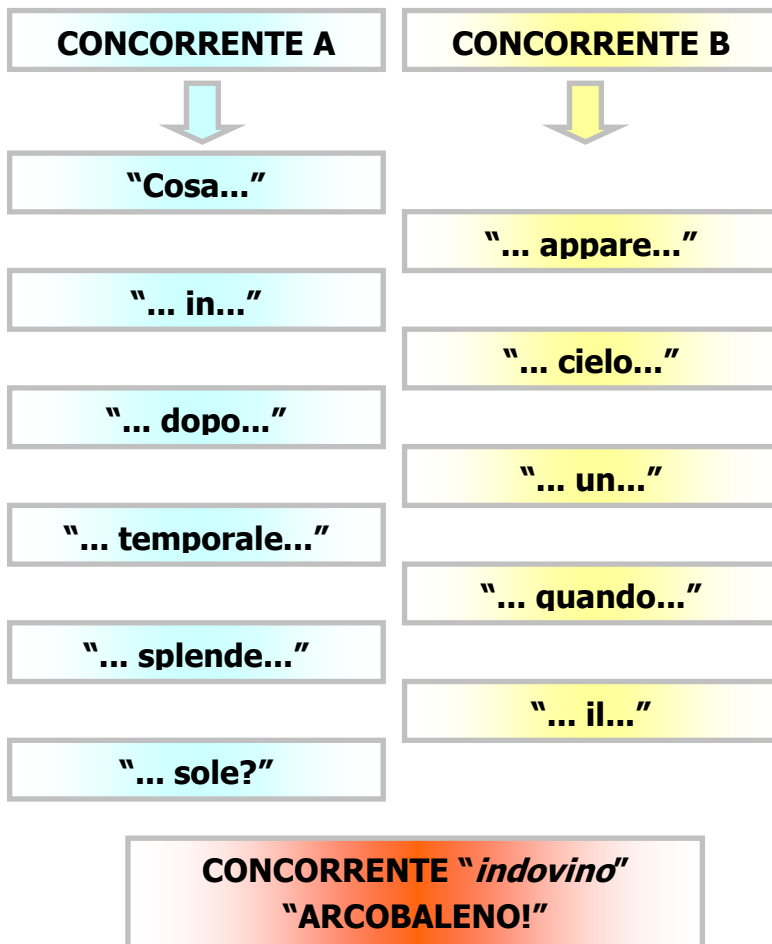 CONCORRENTE A
CONCORRENTE B
“Cosa...”
“... appare...”
“... in...”
“... cielo...”
“... dopo...”
“... un...”
“... temporale...”
“... quando...”
“... splende...”
“... il...”
“... sole?”
CONCORRENTE “indovino”
“ARCOBALENO!”